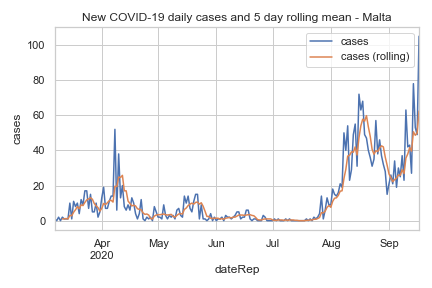 New COVID-19 daily cases and 5 day rolling mean - Malta
cases
cases (rolling)
100
80
60
40
20
0
cases
Apr
2020
May
Jun
Jul
Aug
Sep
dateRep